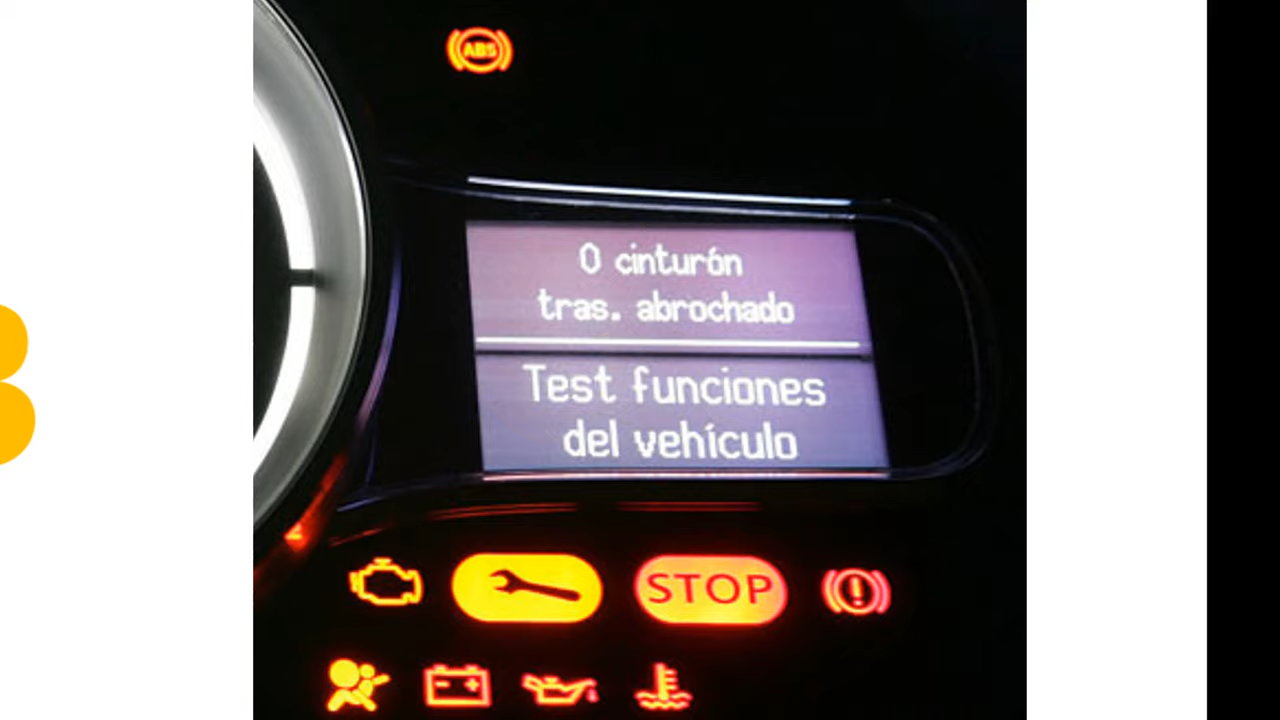 ABS
0 cinturón
tras. abrochado
Test funciones
del vehículo
STOP